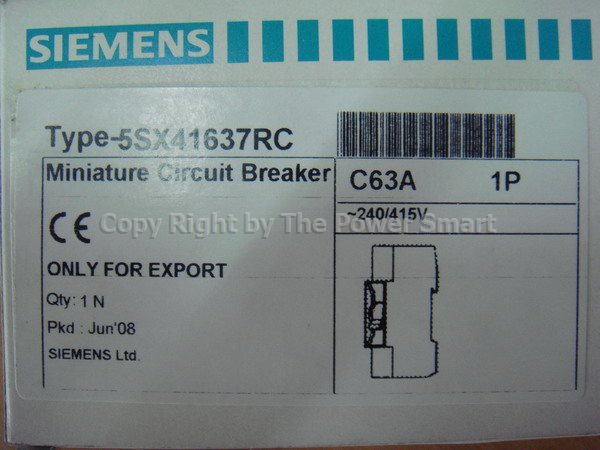 SIEMENS
Type-5SX41637RC
Miniature Circuit Breaker
C63A 1P
~240/415V
Copy Right by The Power Smart
CE
ONLY FOR EXPORT
Qty: 1 N
Pkd : Jun'08
SIEMENS Ltd.